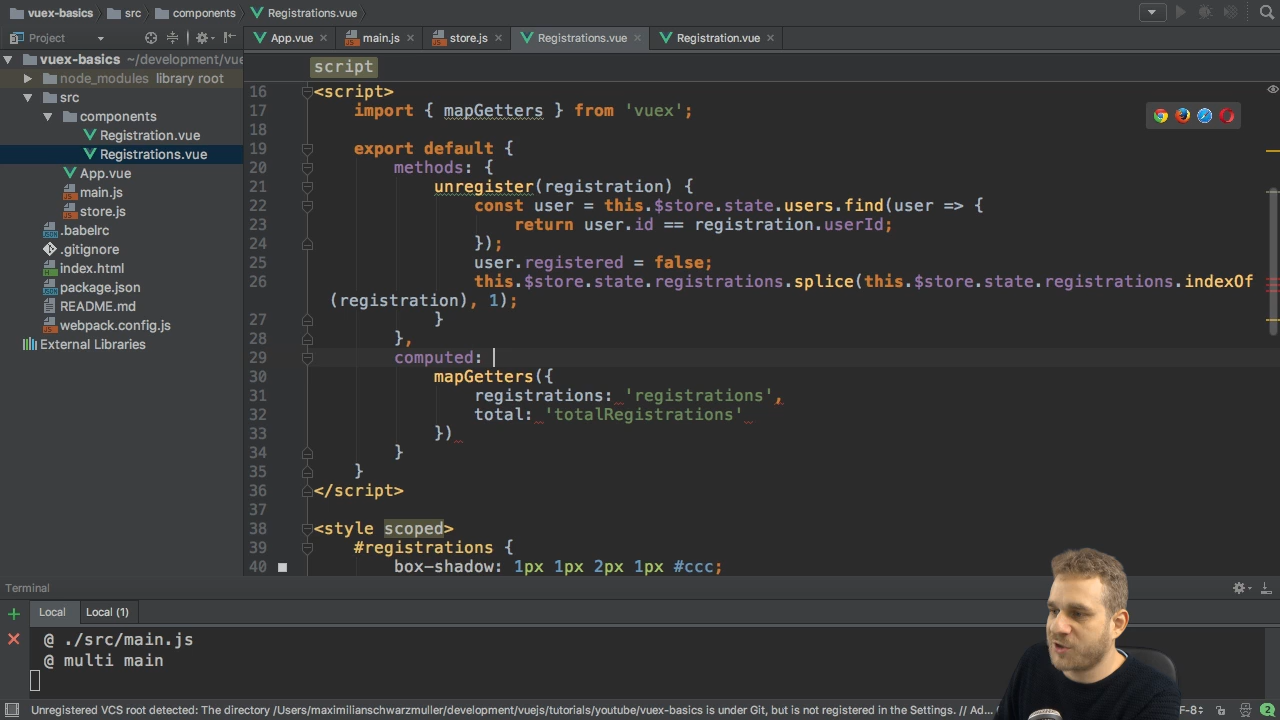 vuex-basics src components Registrations.vue
Project App.vue main.js store.js Registrations.vue Registration.vue
vuex-basics ~/development/vue
node_modules library root
src
components
Registration.vue
Registrations.vue
App.vue
main.js
store.js
.babelrc
.gitignore
index.html
package.json
README.md
webpack.config.js
External Libraries
script
16 <script>
17 import { mapGetters } from 'vuex';
18
19 export default {
20 methods: {
21 unregister(registration) {
22 const user = this.$store.state.users.find(user => {
23 return user.id == registration.userId;
24 });
25 user.registered = false;
26 this.$store.state.registrations.splice(this.$store.state.registrations.indexOf
(registration), 1);
27 }
28 },
29 computed:
30 mapGetters({
31 registrations: 'registrations',
32 total: 'totalRegistrations'
33 })
34 }
35 }
36 </script>
37
38 <style scoped>
39 #registrations {
40 box-shadow: 1px 1px 2px 1px #ccc;
Terminal
Local Local (1)
@ ./src/main.js
@ multi main
Unregistered VCS root detected: The directory /Users/maximilianschwarzmuller/development/vuejs/tutorials/youtube/vuex-basics is under Git, but is not registered in the Settings. // Ad... F-8÷ 2